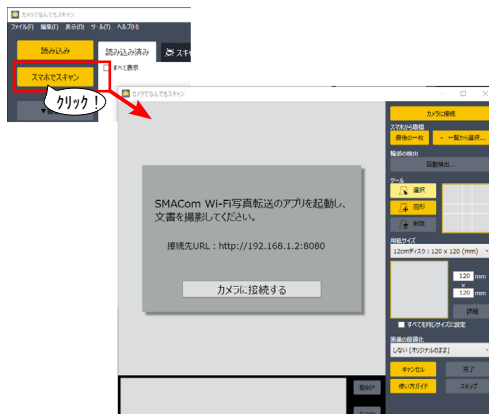 カメラでなんでもスキャン
ファイル(F) 編集(E) 表示(D) ツール(T) ヘルプ(H)
読み込み
読み込み済み
すべて表示
スマホでスキャン
クリック！
カメラでなんでもスキャン
SMACom Wi-Fi写真転送のアプリを起動し、
文書を撮影してください。
接続先URL : http://192.168.1.2:8080
カメラに接続する
カメラに接続
スマホから取得
最後の一枚
一覧から選択...
輪郭の検出
自動検出...
ツール
選択
図形
削除
用紙サイズ
12cmディスク : 120 x 120 (mm)
120 mm
×
120 mm
詳細
すべてを同じサイズに設定
画像の最適化
しない [オリジナルのまま]
キャンセル
完了
使い方ガイド
スキップ
右90°